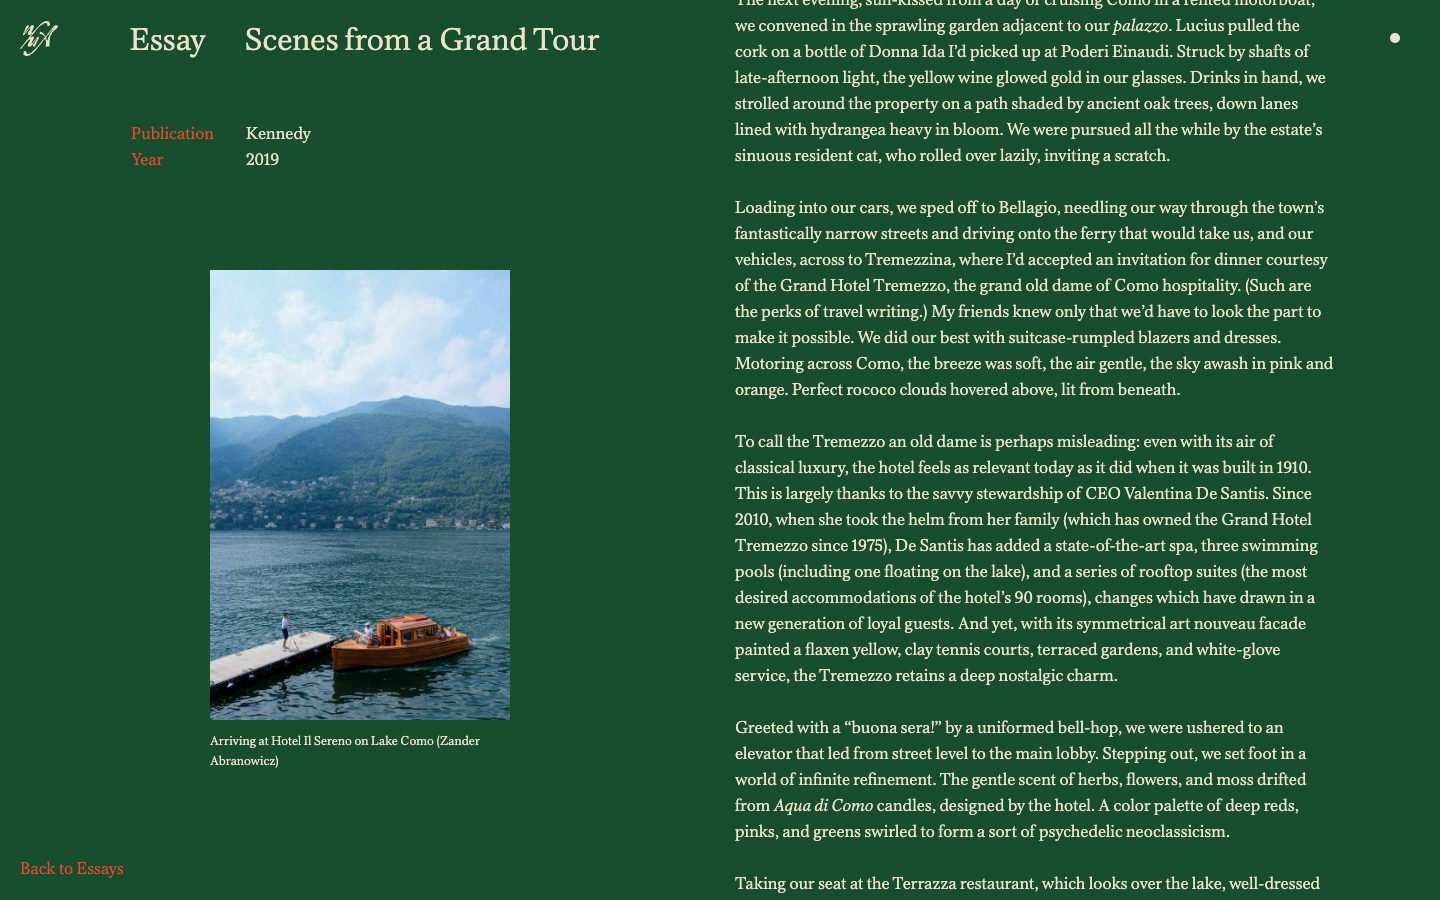 Essay
Scenes from a Grand Tour
Publication
Kennedy
Year
2019
Arriving at Hotel Il Sereno on Lake Como (Zander
Abranowicz)
Back to Essays
The next evening, sun-kissed from a day of cruising Como in a rented motorboat,
we convened in the sprawling garden adjacent to our palazzo. Lucius pulled the
cork on a bottle of Donna Ida I’d picked up at Poderi Einaudi. Struck by shafts of
late-afternoon light, the yellow wine glowed gold in our glasses. Drinks in hand, we
strolled around the property on a path shaded by ancient oak trees, down lanes
lined with hydrangea heavy in bloom. We were pursued all the while by the estate’s
sinuous resident cat, who rolled over lazily, inviting a scratch.
Loading into our cars, we sped off to Bellagio, needling our way through the town’s
fantastically narrow streets and driving onto the ferry that would take us, and our
vehicles, across to Tremezzina, where I’d accepted an invitation for dinner courtesy
of the Grand Hotel Tremezzo, the grand old dame of Como hospitality. (Such are
the perks of travel writing.) My friends knew only that we’d have to look the part to
make it possible. We did our best with suitcase-rumpled blazers and dresses.
Motoring across Como, the breeze was soft, the air gentle, the sky awash in pink and
orange. Perfect rococo clouds hovered above, lit from beneath.
To call the Tremezzo an old dame is perhaps misleading: even with its air of
classical luxury, the hotel feels as relevant today as it did when it was built in 1910.
This is largely thanks to the savvy stewardship of CEO Valentina De Santis. Since
2010, when she took the helm from her family (which has owned the Grand Hotel
Tremezzo since 1975), De Santis has added a state-of-the-art spa, three swimming
pools (including one floating on the lake), and a series of rooftop suites (the most
desired accommodations of the hotel’s 90 rooms), changes which have drawn in a
new generation of loyal guests. And yet, with its symmetrical art nouveau facade
painted a flaxen yellow, clay tennis courts, terraced gardens, and white-glove
service, the Tremezzo retains a deep nostalgic charm.
Greeted with a “buona sera!” by a uniformed bell-hop, we were ushered to an
elevator that led from street level to the main lobby. Stepping out, we set foot in a
world of infinite refinement. The gentle scent of herbs, flowers, and moss drifted
from Aqua di Como candles, designed by the hotel. A color palette of deep reds,
pinks, and greens swirled to form a sort of psychedelic neoclassicism.
Taking our seat at the Terrazza restaurant, which looks over the lake, well-dressed